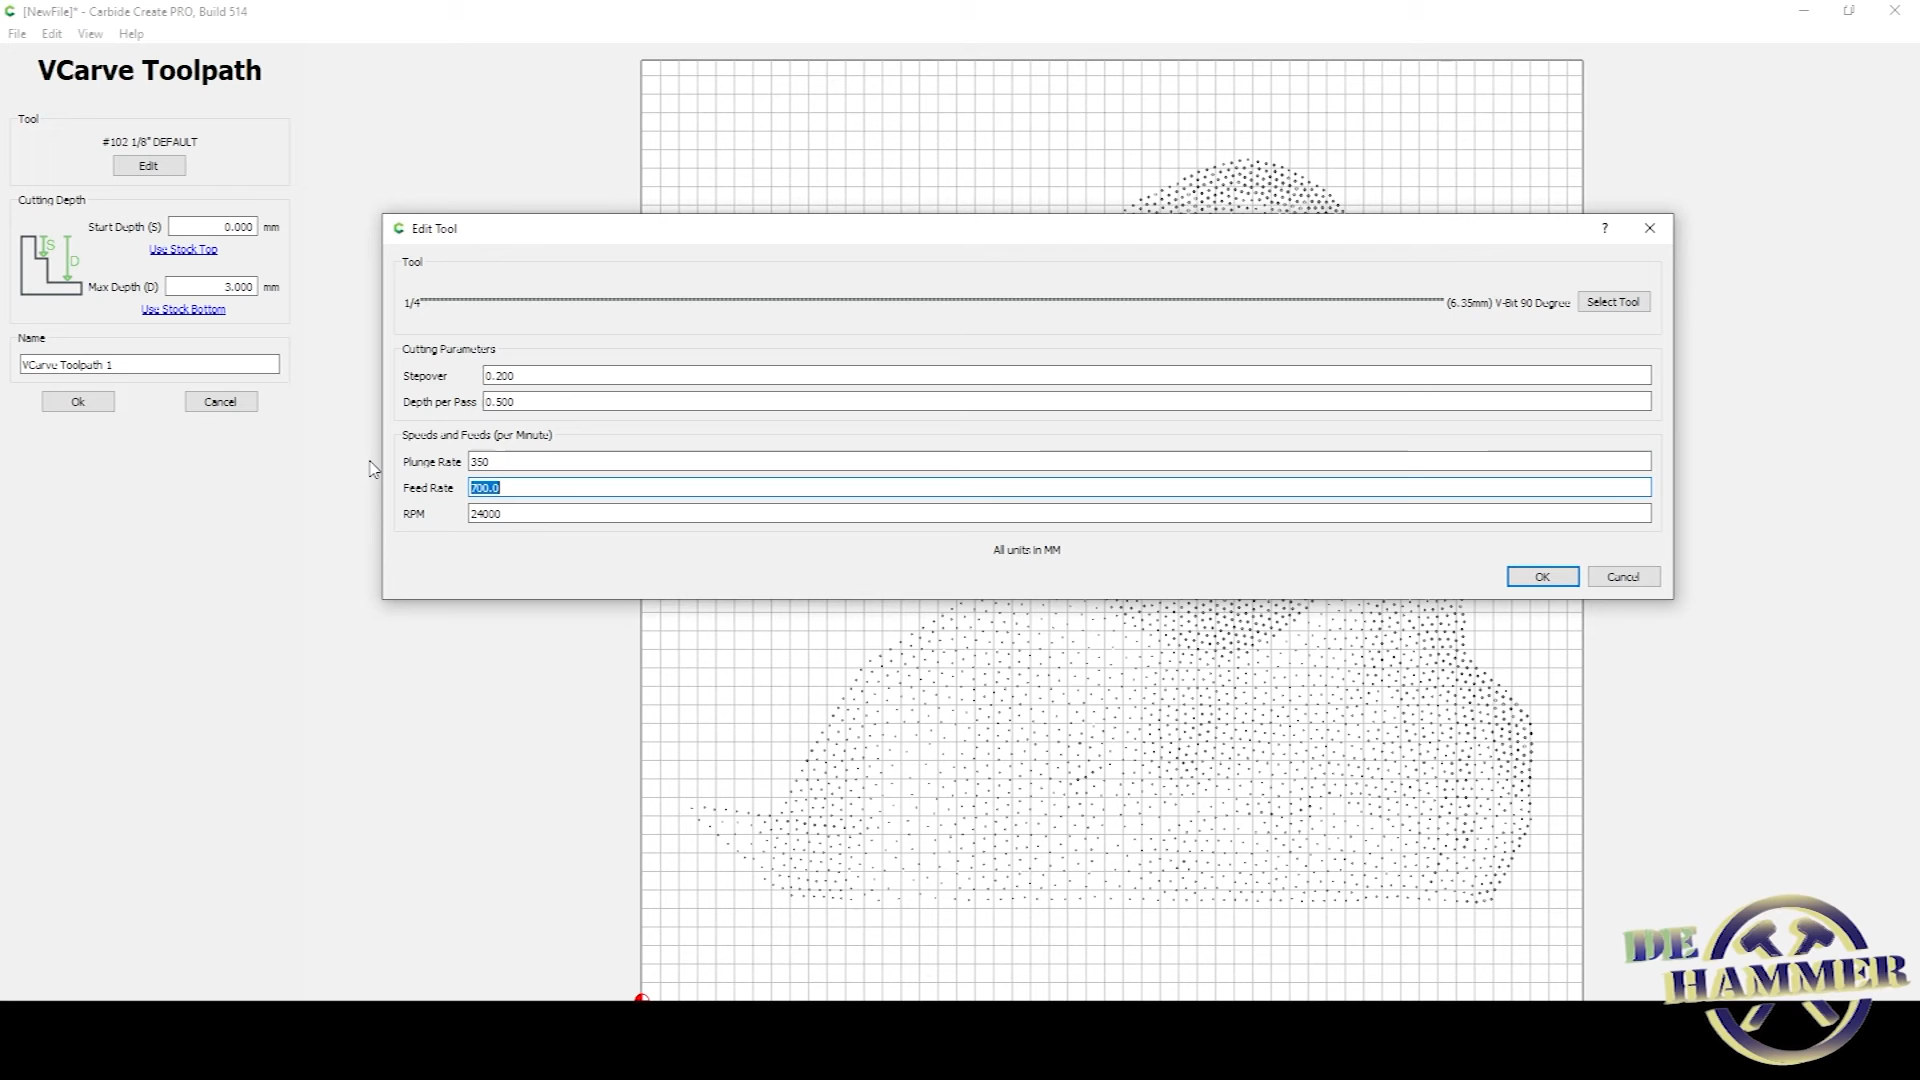 [NewFile]* - Carbide Create PRO, Build 514
File Edit View Help
VCarve Toolpath
Tool
#102 1/8" DEFAULT
Edit
Cutting Depth
Start Depth (S) 0.000 mm
Use Stock Top
S
D
Max Depth (D) 3.000 mm
Use Stock Bottom
Name
VCarve Toolpath 1
Ok Cancel
Edit Tool
?
Tool
1/4" (6.35mm) V-Bit 90 Degree Select Tool
Cutting Parameters
Stepover 0.200
Depth per Pass 0.500
Speeds and Feeds (per Minute)
Plunge Rate 350
Feed Rate 700.0
RPM 24000
All units in MM
OK Cancel
DE
HAMMER